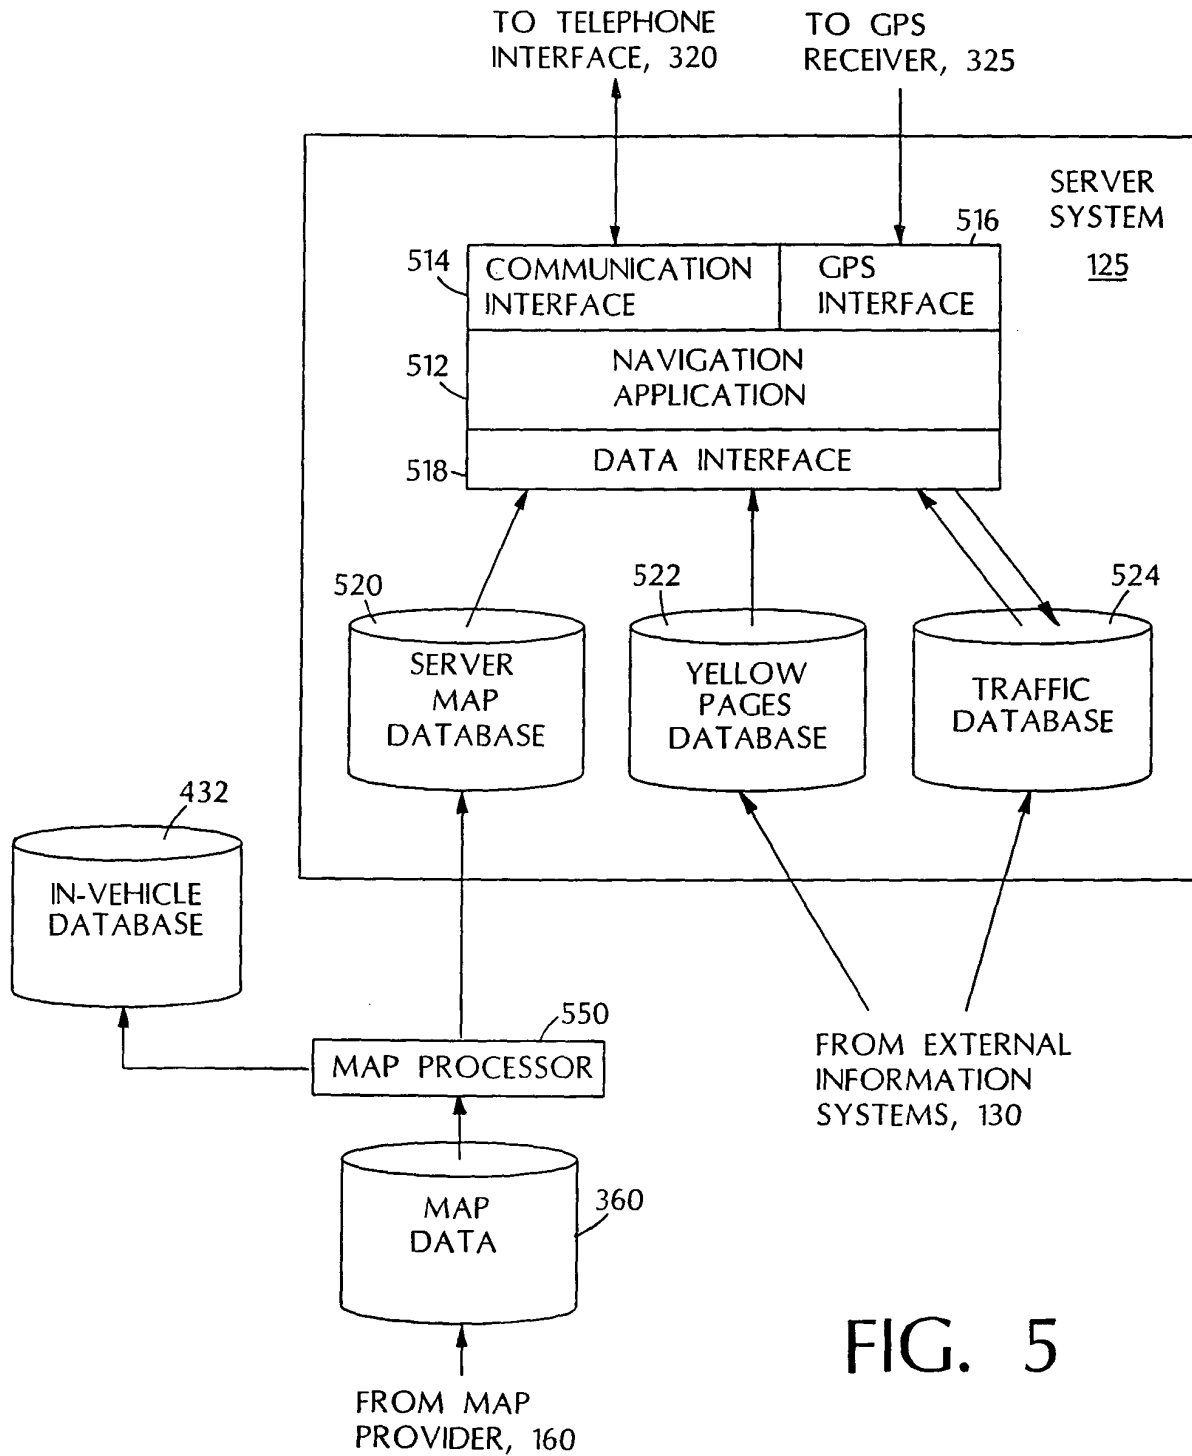 TO TELEPHONE
INTERFACE, 320
TO GPS
RECEIVER, 325
SERVER
SYSTEM
125
516
514
COMMUNICATION
INTERFACE
GPS
INTERFACE
512
NAVIGATION
APPLICATION
518
DATA INTERFACE
520
SERVER
MAP
DATABASE
522
YELLOW
PAGES
DATABASE
524
TRAFFIC
DATABASE
432
IN-VEHICLE
DATABASE
550
MAP PROCESSOR
FROM EXTERNAL
INFORMATION
SYSTEMS, 130
MAP
DATA
360
FROM MAP
PROVIDER, 160
FIG. 5